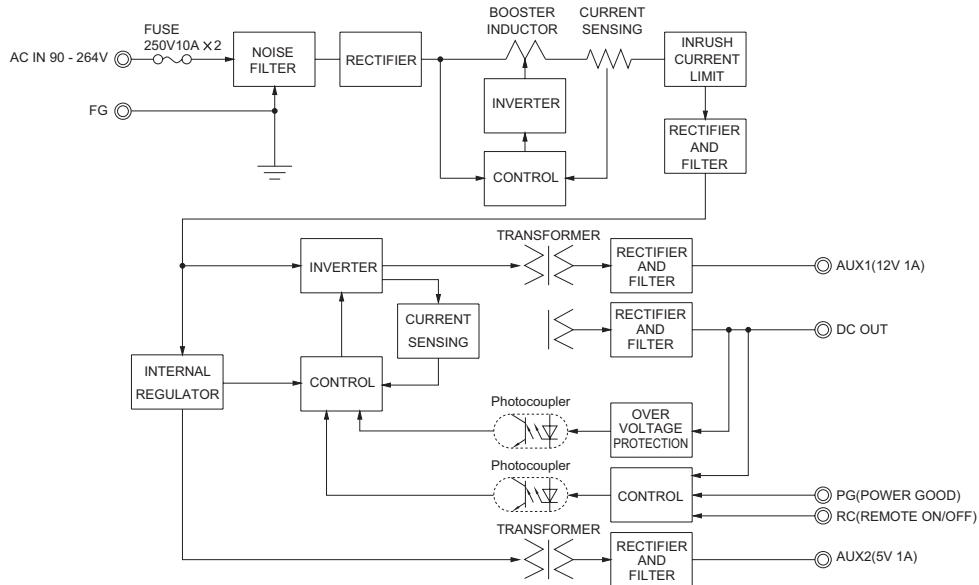 BOOSTER
INDUCTOR
CURRENT
SENSING
FUSE
250V10A ×2
AC IN 90 - 264V
NOISE
FILTER
RECTIFIER
INRUSH
CURRENT
LIMIT
FG
INVERTER
RECTIFIER
AND
FILTER
CONTROL
TRANSFORMER
INVERTER
RECTIFIER
AND
FILTER
AUX1(12V 1A)
CURRENT
SENSING
RECTIFIER
AND
FILTER
DC OUT
INTERNAL
REGULATOR
CONTROL
Photocoupler
OVER
VOLTAGE
PROTECTION
Photocoupler
CONTROL
PG(POWER GOOD)
RC(REMOTE ON/OFF)
TRANSFORMER
RECTIFIER
AND
FILTER
AUX2(5V 1A)